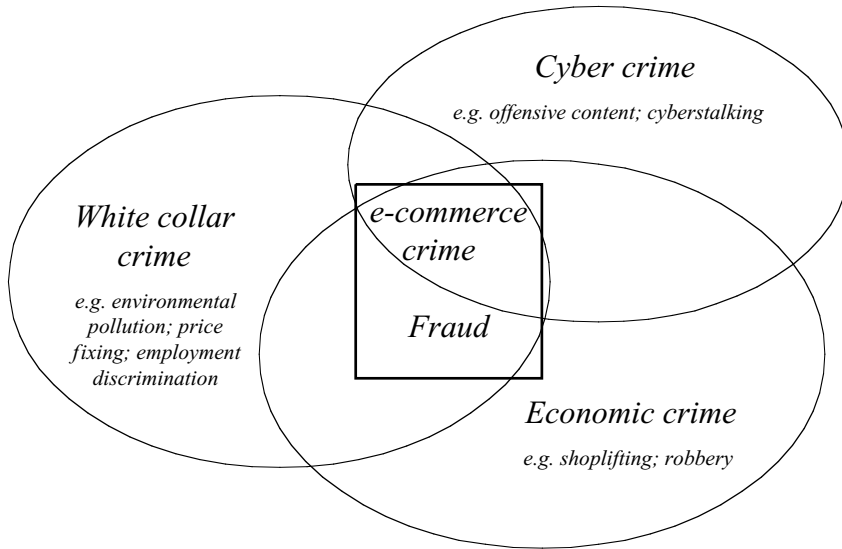 Cyber crime
e.g. offensive content; cyberstalking
White collar
crime
e.g. environmental
pollution; price
fixing; employment
discrimination
e-commerce
crime
Fraud
Economic crime
e.g. shoplifting; robbery